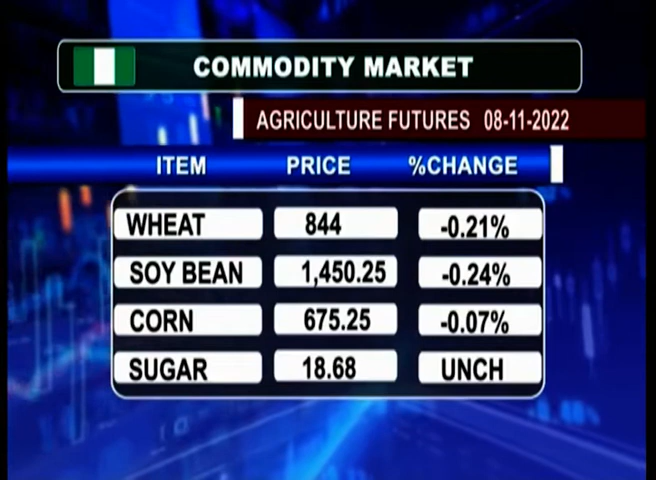 COMMODITY MARKET
AGRICULTURE FUTURES 08-11-2022
ITEM PRICE %CHANGE
WHEAT 844 -0.21%
SOY BEAN 1,450.25 -0.24%
CORN 675.25 -0.07%
SUGAR 18.68 UNCH